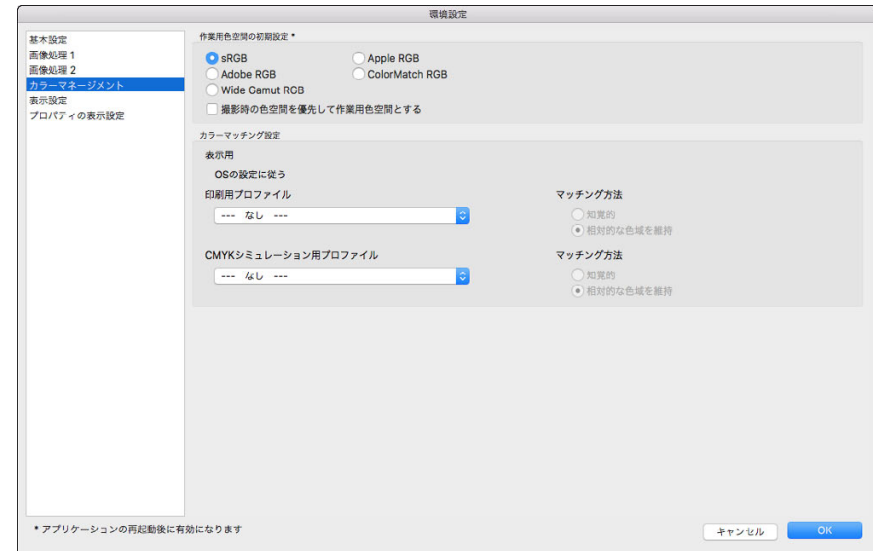 環境設定
基本設定
画像処理 1
画像処理 2
カラーマネージメント
表示設定
プロパティの表示設定
作業用色空間の初期設定 *
sRGB
Apple RGB
Adobe RGB
ColorMatch RGB
Wide Gamut RGB
撮影時の色空間を優先して作業用色空間とする
カラーマッチング設定
表示用
OSの設定に従う
印刷用プロファイル
マッチング方法
--- なし ---
知覚的
相対的な色域を維持
CMYKシミュレーション用プロファイル
マッチング方法
--- なし ---
知覚的
相対的な色域を維持
* アプリケーションの再起動後に有効になります
キャンセル
OK